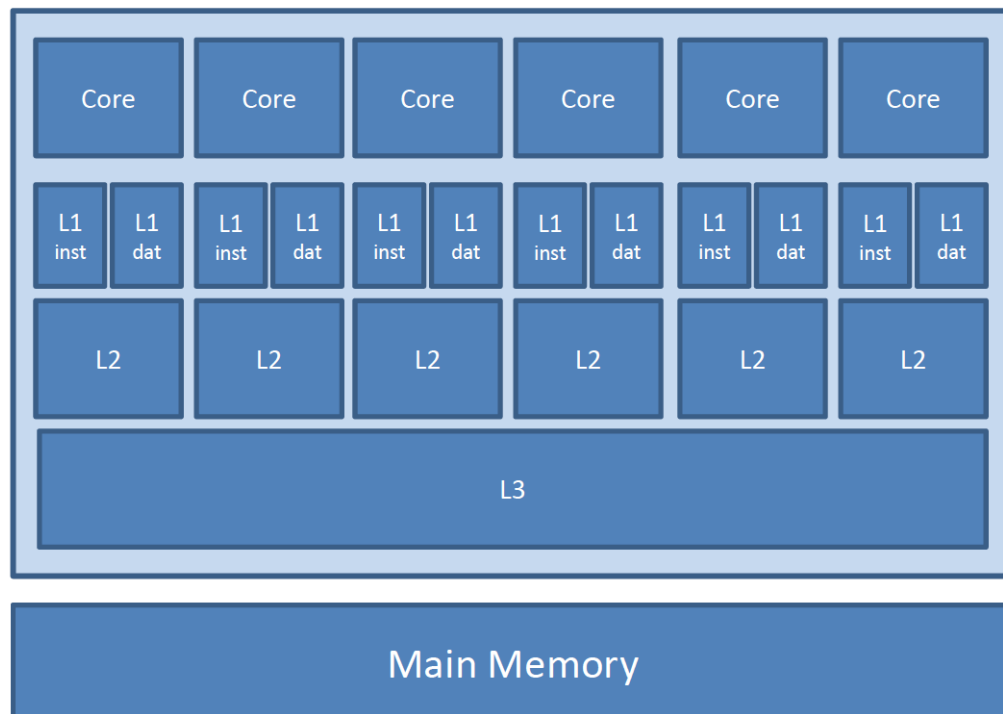 Core Core Core Core Core Core
L1 L1 L1 L1 L1 L1 L1 L1 L1 L1 L1 L1
inst dat inst dat inst dat inst dat inst dat inst dat
L2 L2 L2 L2 L2 L2
L3
Main Memory